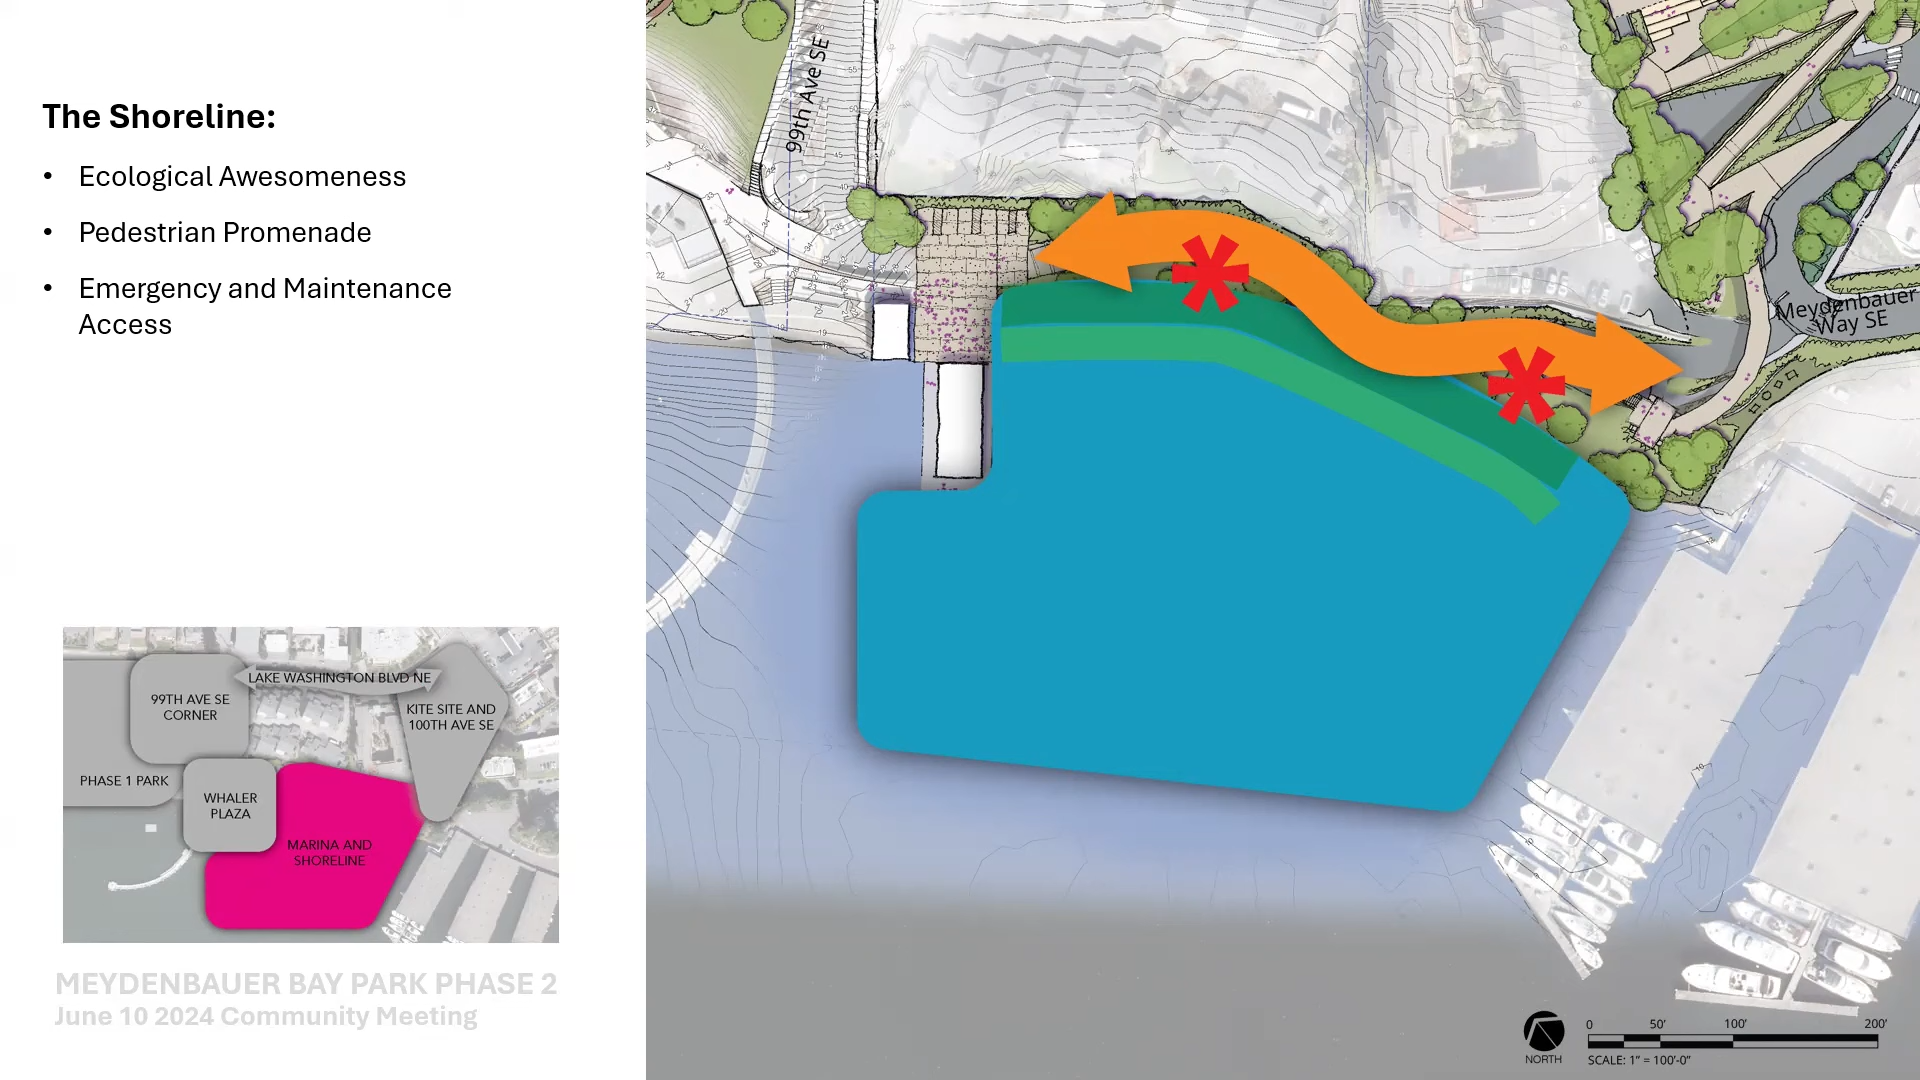 The Shoreline:
• Ecological Awesomeness
• Pedestrian Promenade
• Emergency and Maintenance
Access
99th Ave SE
Meydenbauer
Way SE
LAKE WASHINGTON BLVD NE
99TH AVE SE
CORNER
KITE SITE AND
100TH AVE SE
PHASE 1 PARK
WHALER
PLAZA
MARINA AND
SHORELINE
MEYDENBAUER BAY PARK PHASE 2
June 10 2024 Community Meeting
NORTH
0 50' 100' 200'
SCALE: 1" = 100'-0"